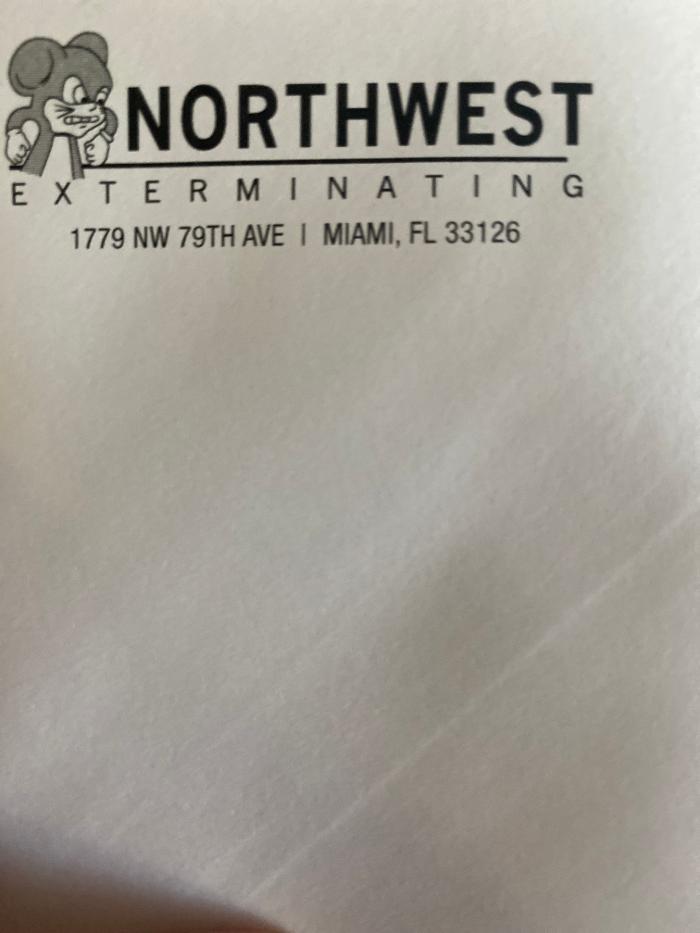 NORTHWEST
EXTERMINATING
1779 NW 79TH AVE | MIAMI, FL 33126